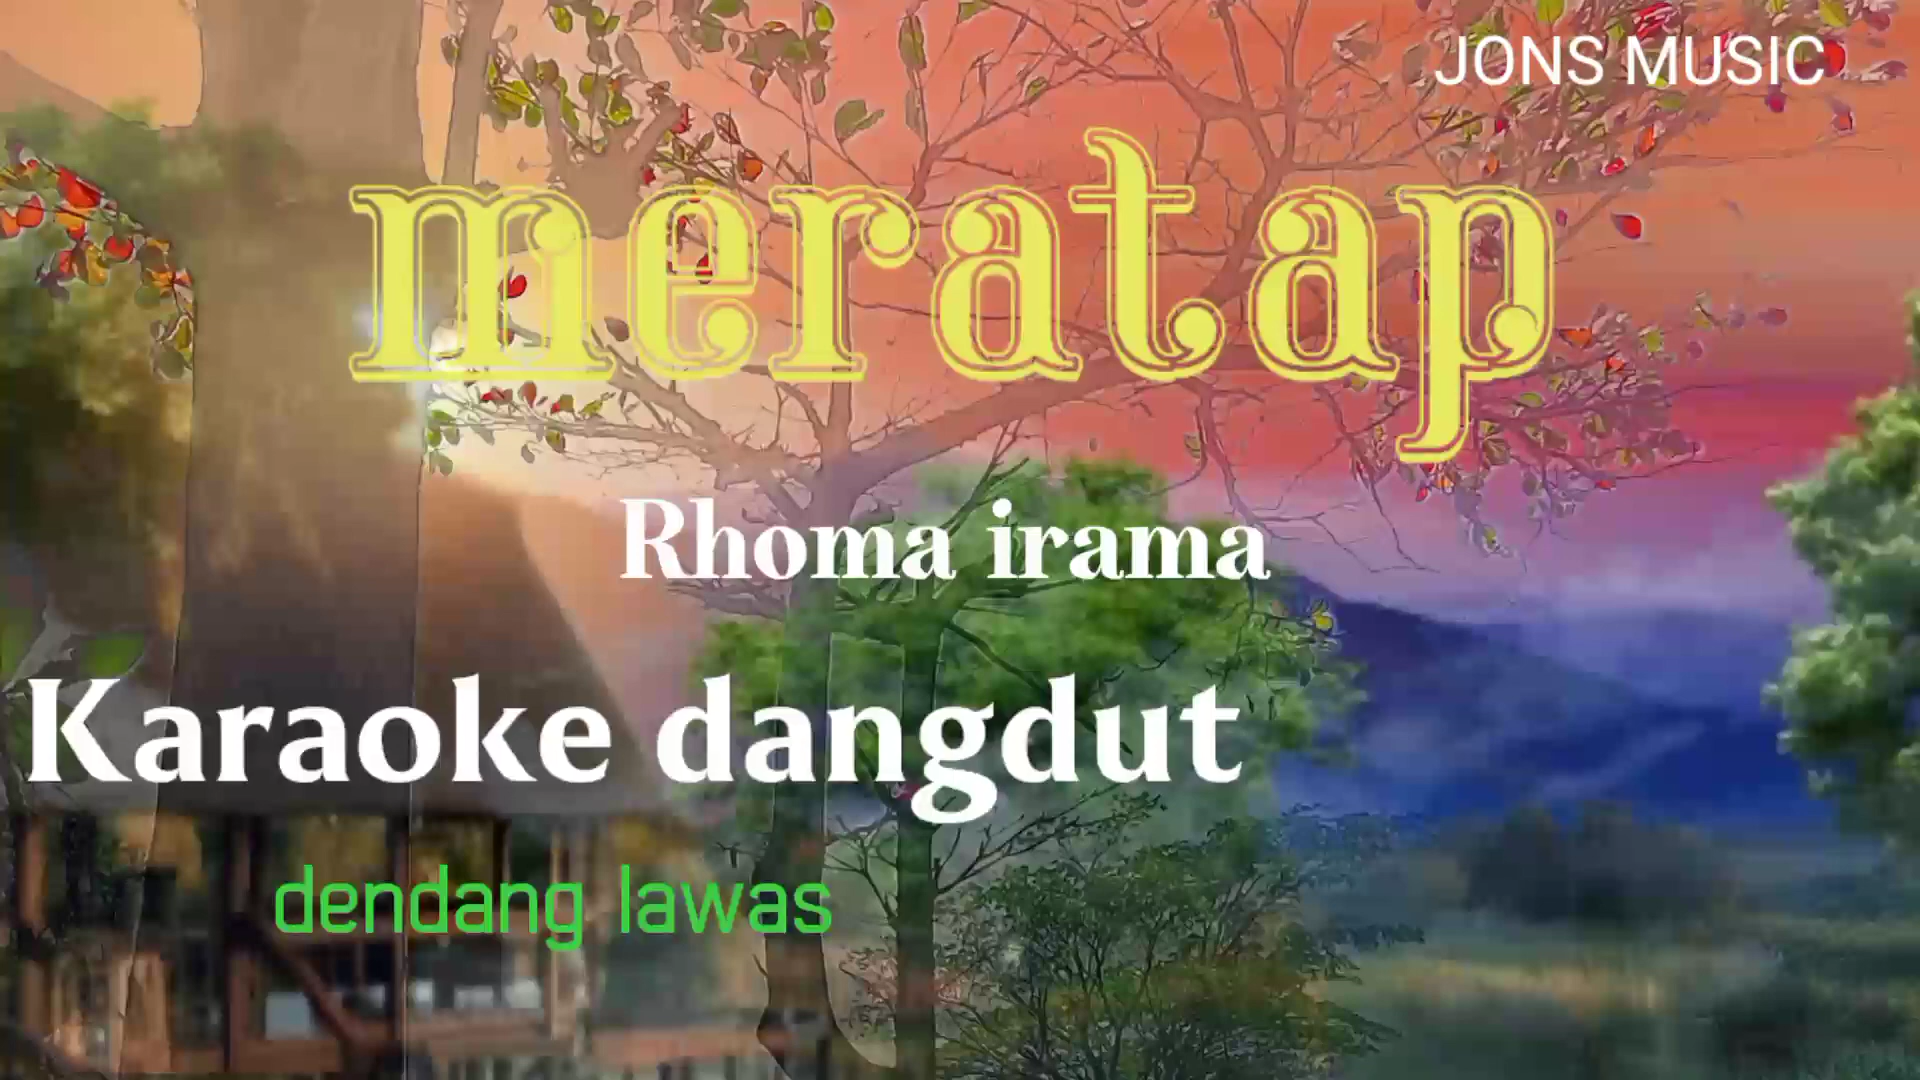 JONS MUSIC
meratap
Rhoma irama
Karaoke dangdut
dendang lawas